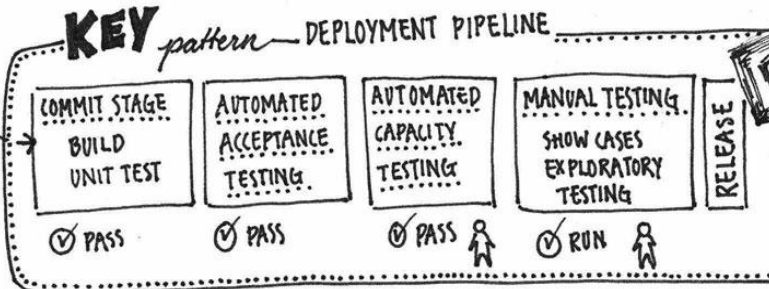 KEY pattern DEPLOYMENT PIPELINE
COMMIT STAGE
BUILD
UNIT TEST
PASS
AUTOMATED
ACCEPTANCE
TESTING
PASS
AUTOMATED
CAPACITY
TESTING
PASS
MANUAL TESTING
SHOW CASES
EXPLORATORY
TESTING
RUN
RELEASE